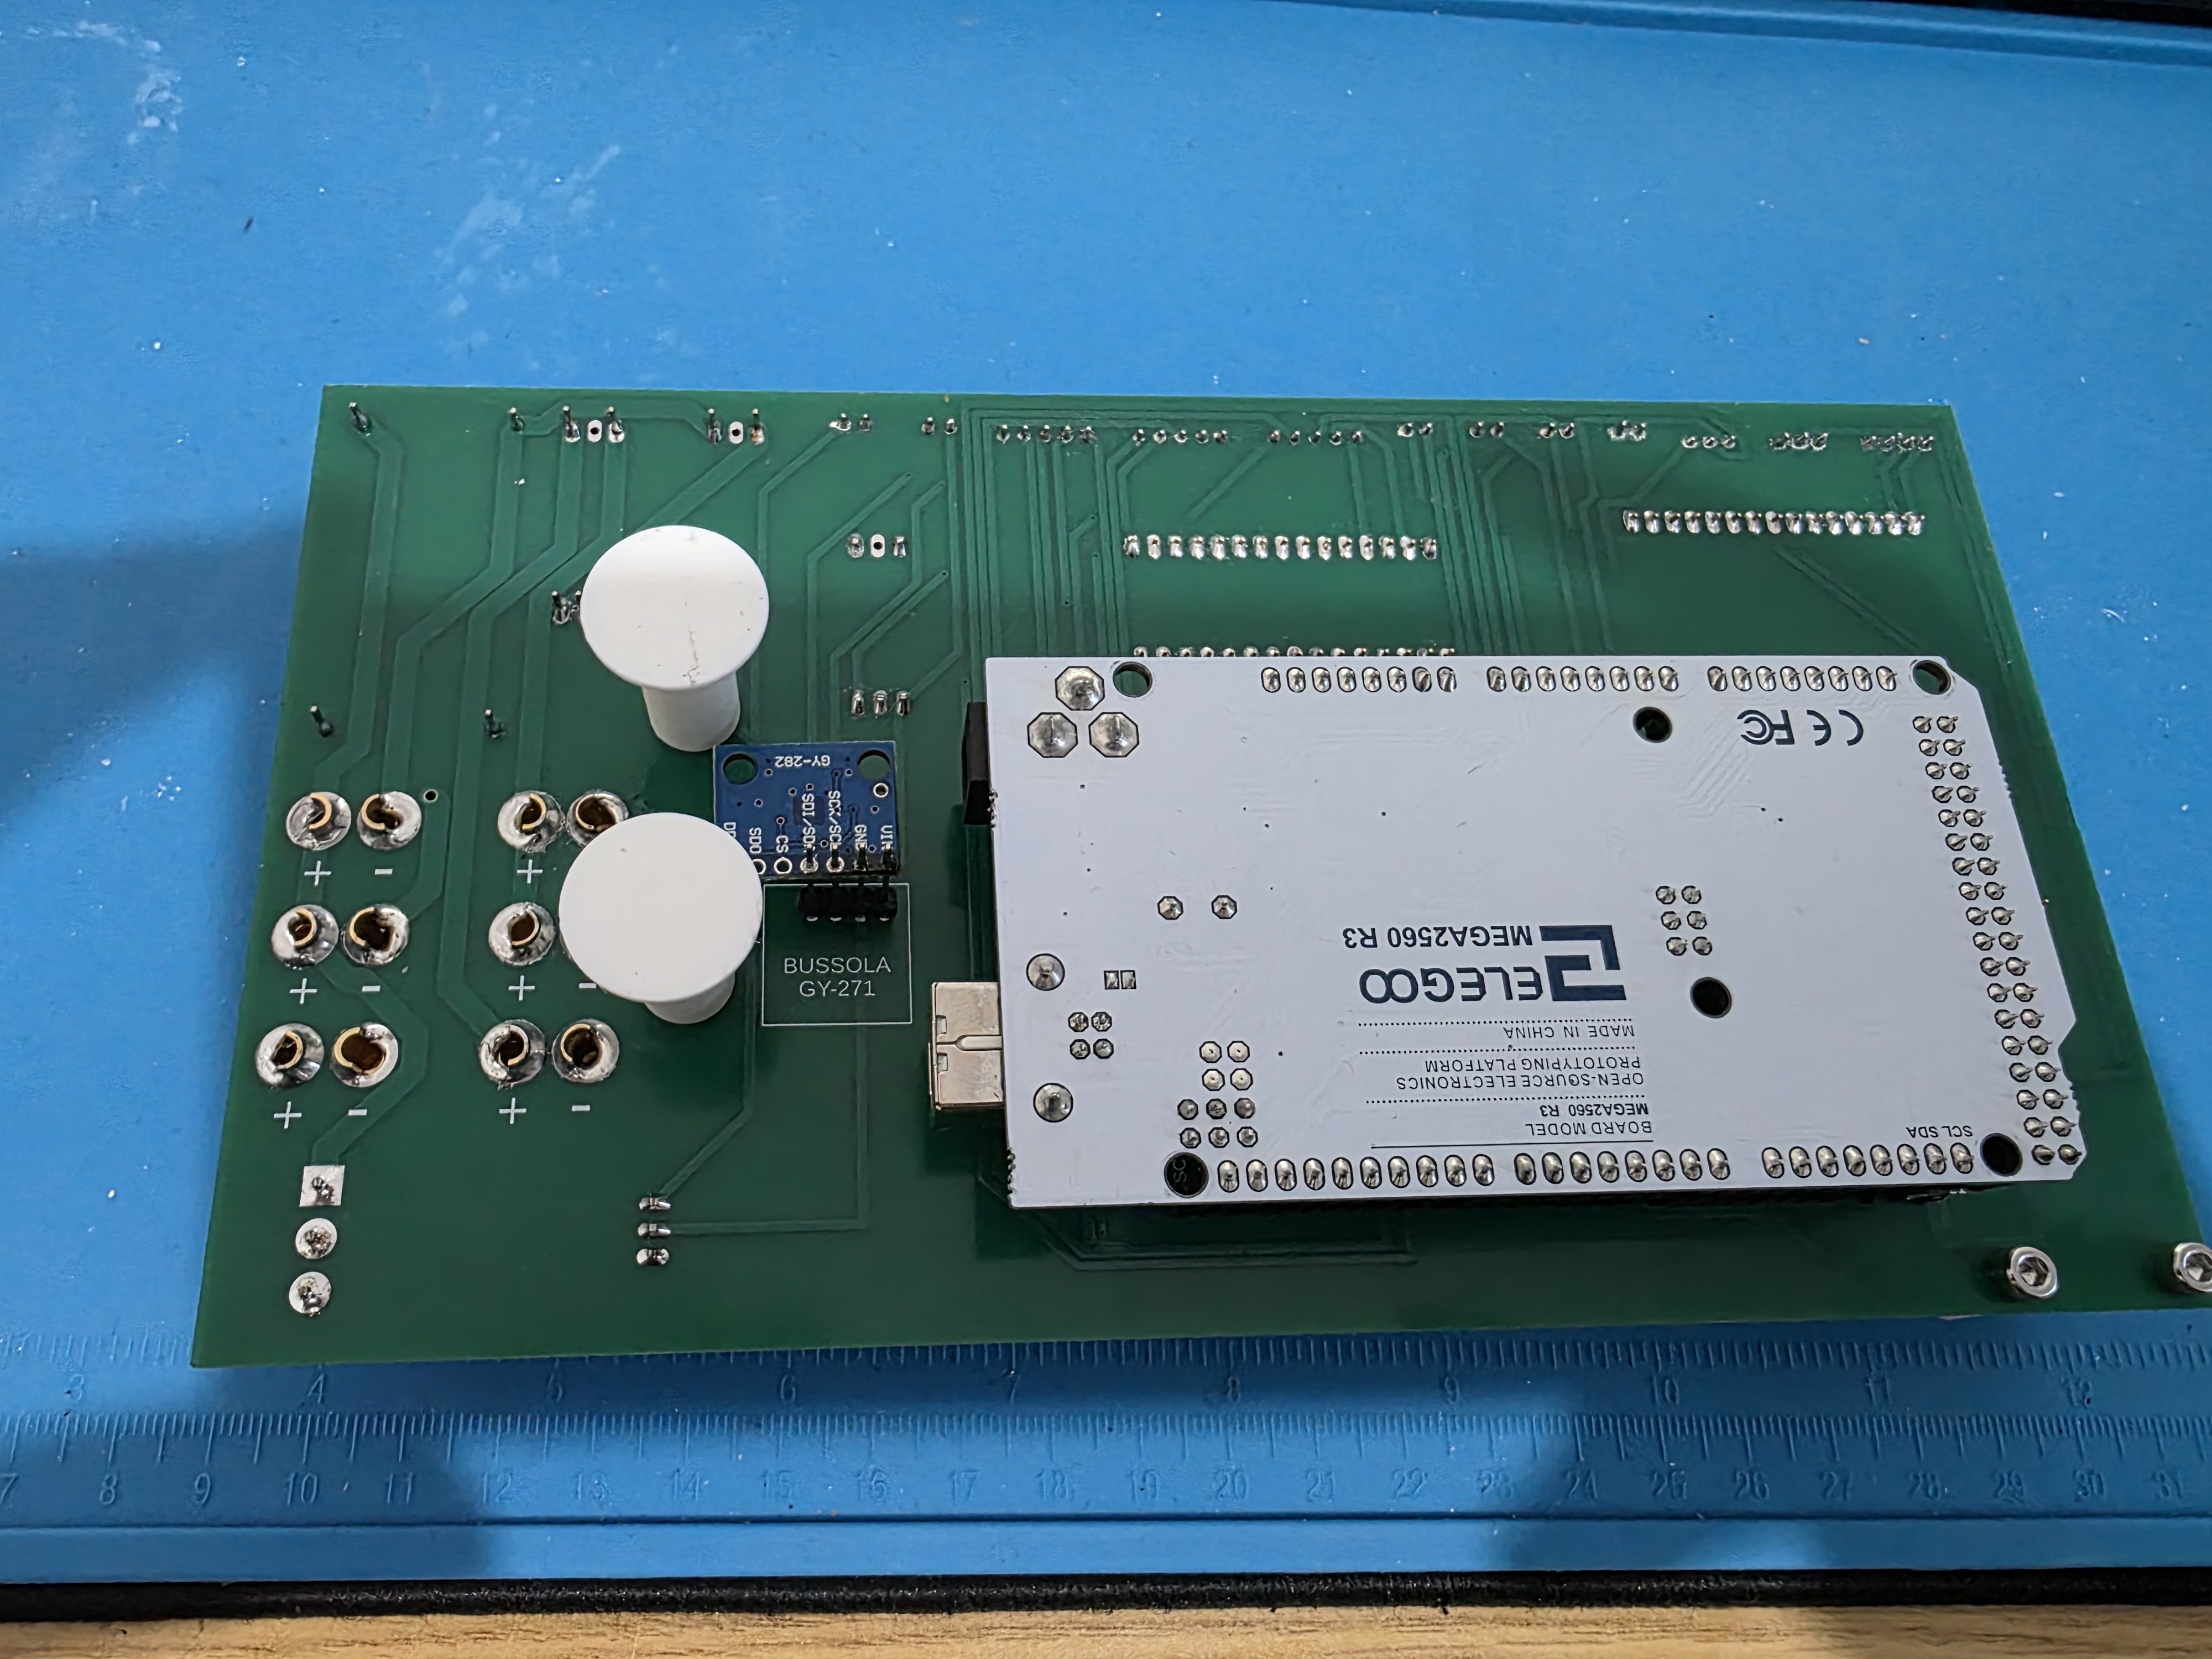 GY-282
VIN
GND
SCK/SCL
SDI/SDA
CS
SDO
+ -
+
+ -
+ -
+ -
+ -
BUSSOLA
GY-271
CE FC
MEGA2560 R3
ELEGOO
MADE IN CHINA
OPEN-SOURCE ELECTRONICS
PROTOTYPING PLATFORM
MEGA2560 R3
BOARD MODEL
SCL SDA
3 4 5 6 7 8 9 10 11 12
7 8 9 10 11 12 13 14 15 16 17 18 19 20 21 22 23 24 25 26 27 28 29 30 31